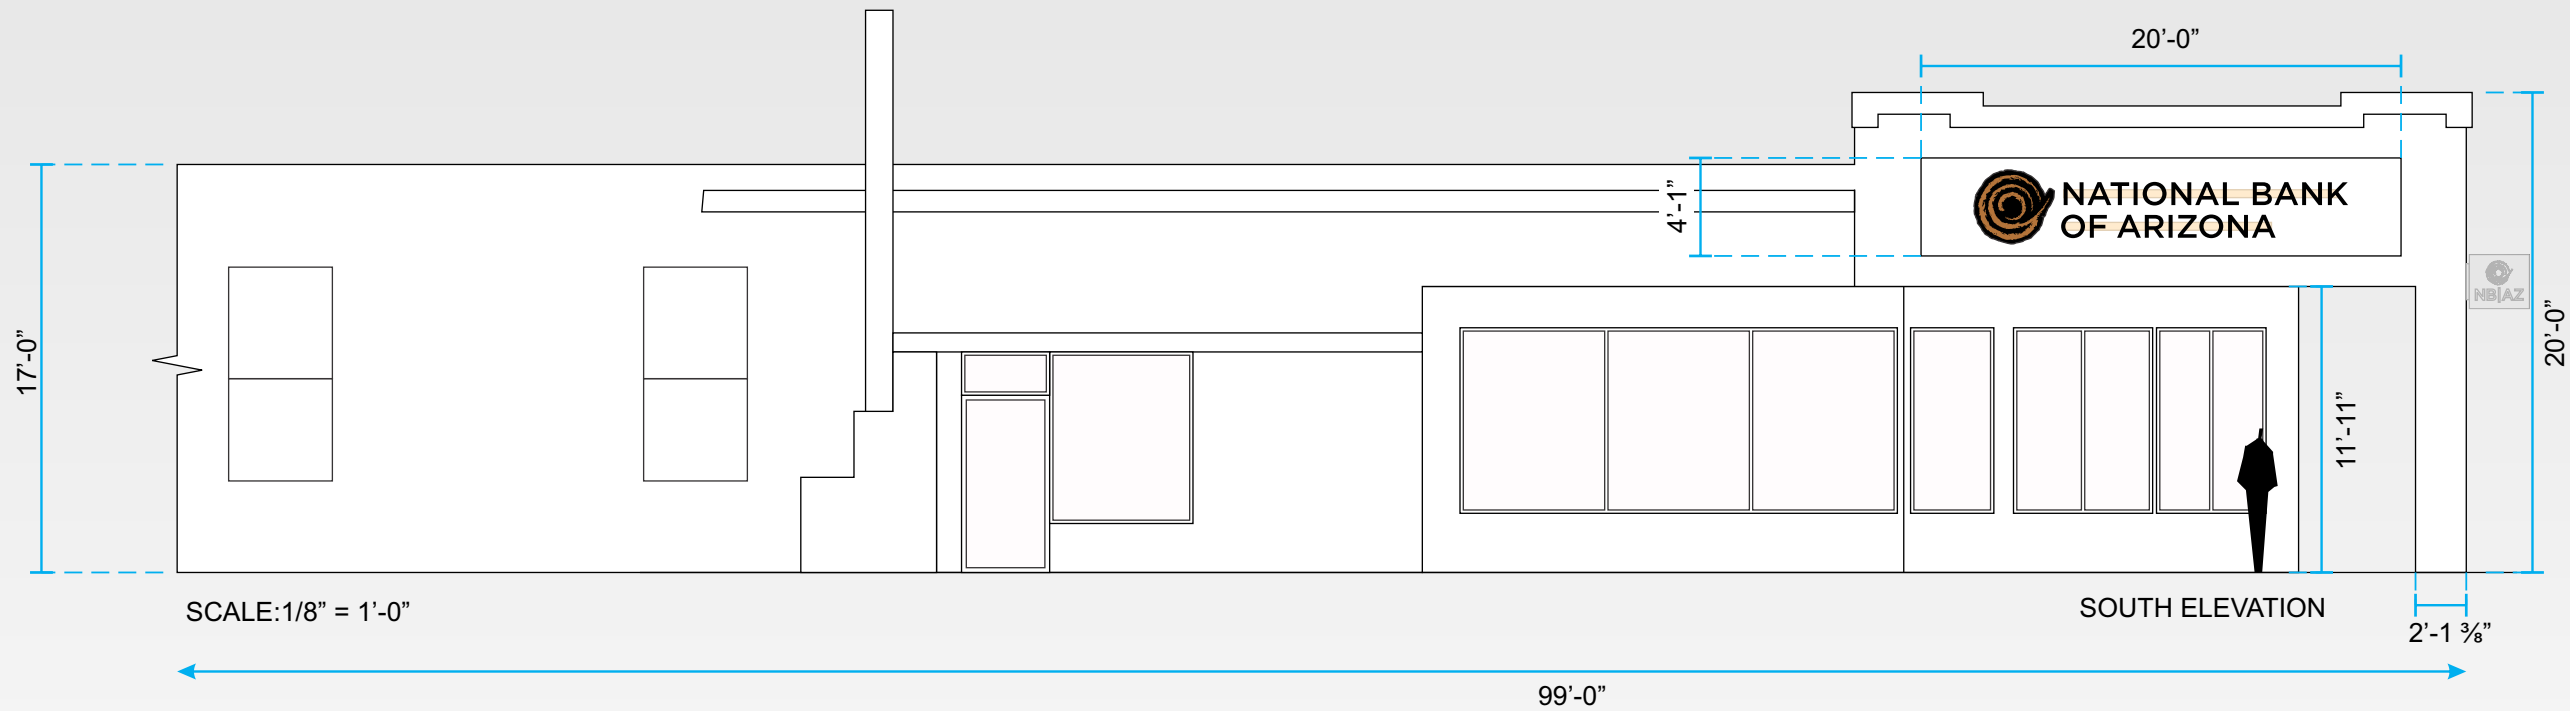 20’-0”
4’-1”
NATIONAL BANK
OF ARIZONA
NB|AZ
17’-0”
20’-0”
11’-11”
SCALE:1/8” = 1’-0”
SOUTH ELEVATION
2’-1 ⅜”
99’-0”